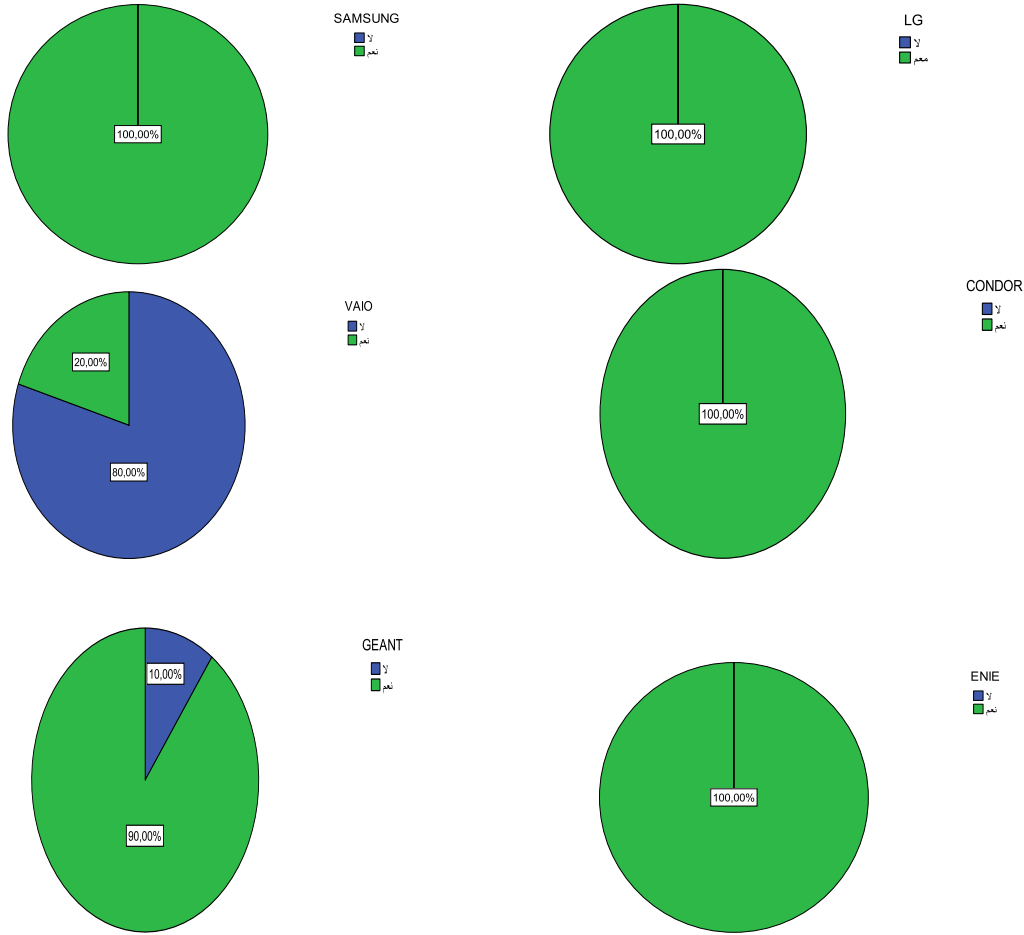 SAMSUNG
لا
نعم
100,00%
LG
لا
معم
100,00%
VAIO
لا
نعم
20,00%
80,00%
CONDOR
لا
نعم
100,00%
GEANT
لا
نعم
10,00%
90,00%
ENIE
لا
نعم
100,00%